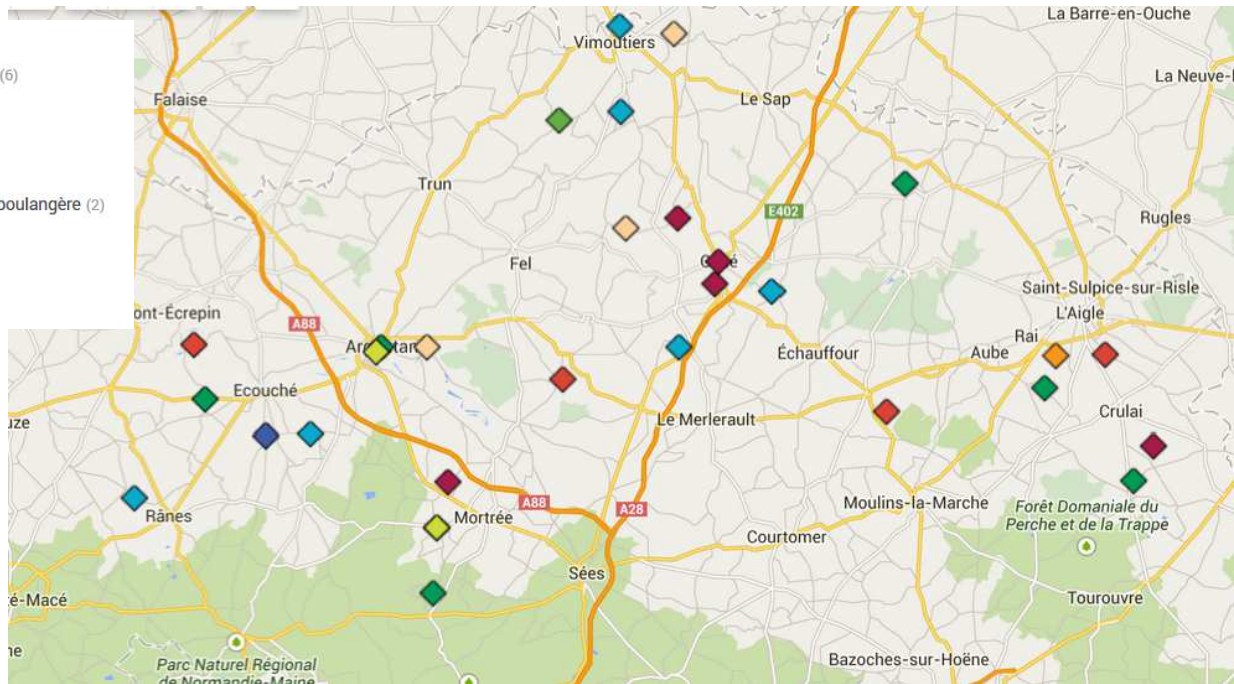 La Barre-en-Ouche
Vimoutiers
(6)
La Neuve-
Falaise
Le Sap
Trun
boulangère (2)
E402
Rugles
Fel
Saint-Sulpice-sur-Risle
ont-Écrepin
L'Aigle
A88
Rai
Échauffour
Aube
Ecouché
Crulai
uze
Le Merlerault
A88
A28
Moulins-la-Marche
Rânes
Mortrée
Forêt Domaniale du
Perche et de la Trappe
Courtomer
Sées
té-Macé
Tourouvre
ne
Bazoches-sur-Hoëne
Parc Naturel Régional
de Normandie-Maine